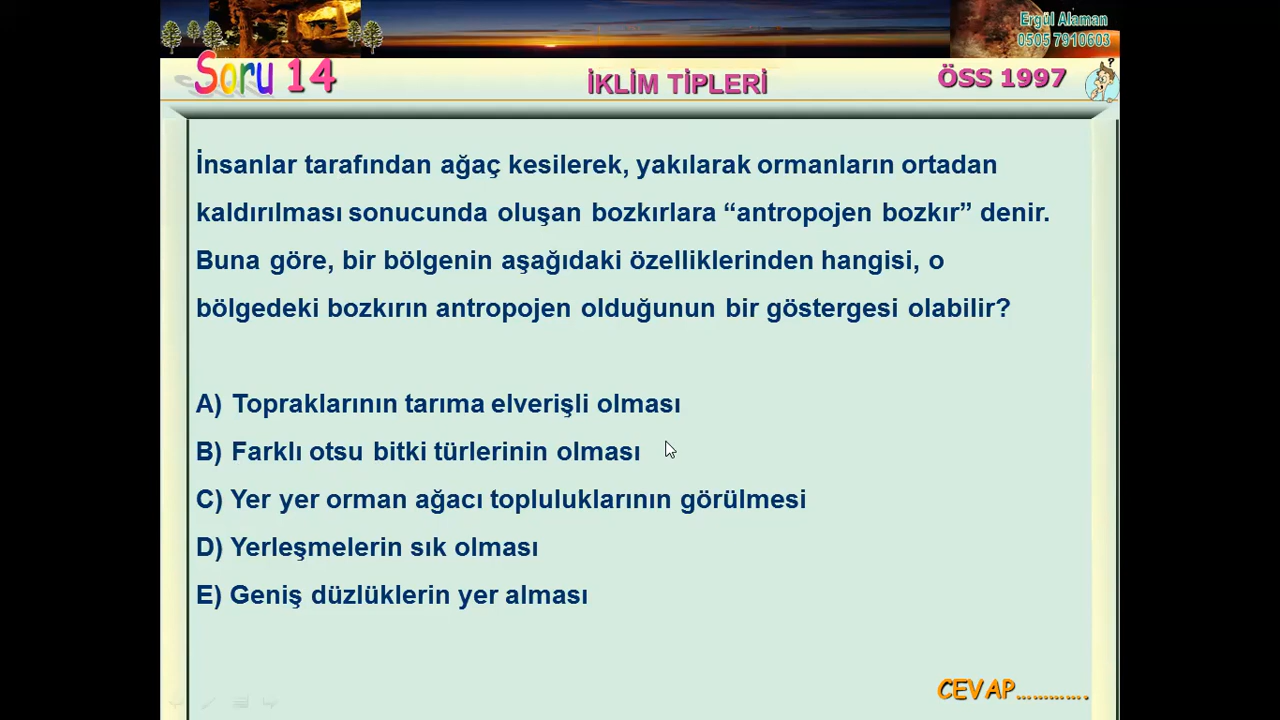 Ergül Alaman
0505 7910603
Soru 14
İKLİM TİPLERİ
ÖSS 1997
İnsanlar tarafından ağaç kesilerek, yakılarak ormanların ortadan
kaldırılması sonucunda oluşan bozkırlara “antropojen bozkır” denir.
Buna göre, bir bölgenin aşağıdaki özelliklerinden hangisi, o
bölgedeki bozkırın antropojen olduğunun bir göstergesi olabilir?
A) Topraklarının tarıma elverişli olması
B) Farklı otsu bitki türlerinin olması
C) Yer yer orman ağacı topluluklarının görülmesi
D) Yerleşmelerin sık olması
E) Geniş düzlüklerin yer alması
CEVAP............